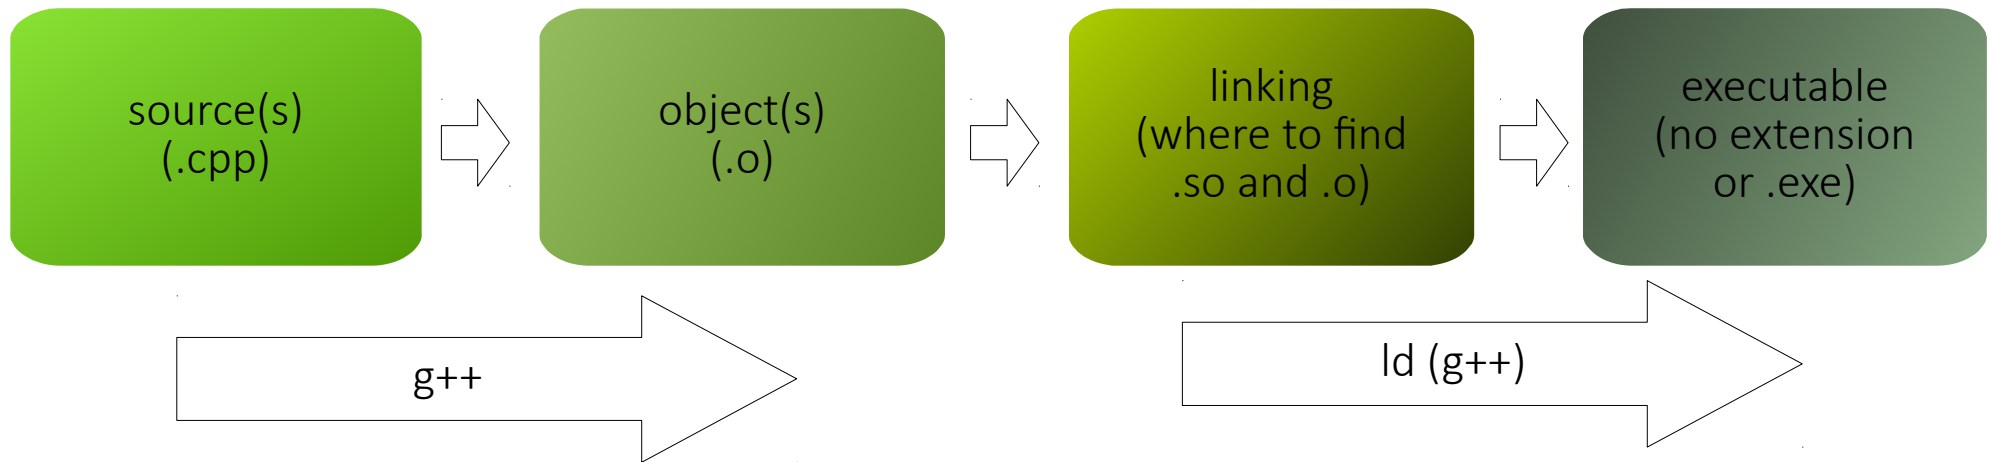 source(s)
(.cpp)
object(s)
(.o)
linking
(where to find
.so and .o)
executable
(no extension
or .exe)
g++
ld (g++)